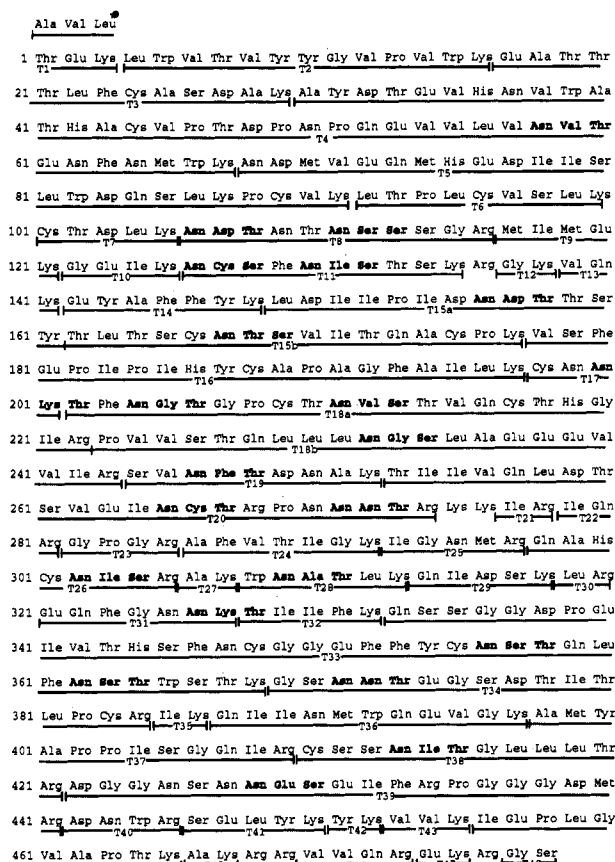 Ala Val Leu
1 Thr Glu Lys Leu Trp Val Thr Val Tyr Tyr Gly Val Pro Val Trp Lys Glu Ala Thr Thr
T1 T2
21 Thr Leu Phe Cys Ala Ser Asp Ala Lys Ala Tyr Asp Thr Glu Val His Asn Val Trp Ala
T3
41 Thr His Ala Cys Val Pro Thr Asp Pro Asn Pro Gln Glu Val Val Leu Val Asn Val Thr
T4
61 Glu Asn Phe Asn Met Trp Lys Asn Asp Met Val Glu Gln Met His Glu Asp Ile Ile Ser
T5
81 Leu Trp Asp Gln Ser Leu Lys Pro Cys Val Lys Leu Thr Pro Leu Cys Val Ser Leu Lys
T6
101 Cys Thr Asp Leu Lys Asn Asp Thr Asn Thr Asn Ser Ser Ser Gly Arg Met Ile Met Glu
T7 T8 T9
121 Lys Gly Glu Ile Lys Asn Cys Ser Phe Asn Ile Ser Thr Ser Lys Arg Gly Lys Val Gln
T10 T11 T12 T13
141 Lys Glu Tyr Ala Phe Phe Tyr Lys Leu Asp Ile Ile Pro Ile Asp Asn Asp Thr Thr Ser
T14 T15a
161 Tyr Thr Leu Thr Ser Cys Asn Thr Ser Val Ile Thr Gln Ala Cys Pro Lys Val Ser Phe
T15b
181 Glu Pro Ile Pro Ile His Tyr Cys Ala Pro Ala Gly Phe Ala Ile Leu Lys Cys Asn Asn
T16 T17
201 Lys Thr Phe Asn Gly Thr Gly Pro Cys Thr Asn Val Ser Thr Val Gln Cys Thr His Gly
T18a
221 Ile Arg Pro Val Val Ser Thr Gln Leu Leu Leu Asn Gly Ser Leu Ala Glu Glu Glu Val
T18b
241 Val Ile Arg Ser Val Asn Phe Thr Asp Asn Ala Lys Thr Ile Ile Val Gln Leu Asp Thr
T19
261 Ser Val Glu Ile Asn Cys Thr Arg Pro Asn Asn Asn Thr Arg Lys Lys Ile Arg Ile Gln
T20 T21 T22
281 Arg Gly Pro Gly Arg Ala Phe Val Thr Ile Gly Lys Ile Gly Asn Met Arg Gln Ala His
T23 T24 T25
301 Cys Asn Ile Ser Arg Ala Lys Trp Asn Ala Thr Leu Lys Gln Ile Asp Ser Lys Leu Arg
T26 T27 T28 T29 T30
321 Glu Gln Phe Gly Asn Asn Lys Thr Ile Ile Phe Lys Gln Ser Ser Gly Gly Asp Pro Glu
T31 T32
341 Ile Val Thr His Ser Phe Asn Cys Gly Gly Glu Phe Phe Tyr Cys Asn Ser Thr Gln Leu
T33
361 Phe Asn Ser Thr Trp Ser Thr Lys Gly Ser Asn Asn Thr Glu Gly Ser Asp Thr Ile Thr
T34
381 Leu Pro Cys Arg Ile Lys Gln Ile Ile Asn Met Trp Gln Glu Val Gly Lys Ala Met Tyr
T35 T36
401 Ala Pro Pro Ile Ser Gly Gln Ile Arg Cys Ser Ser Asn Ile Thr Gly Leu Leu Leu Thr
T37 T38
421 Arg Asp Gly Gly Asn Ser Asn Asn Glu Ser Glu Ile Phe Arg Pro Gly Gly Gly Asp Met
T39
441 Arg Asp Asn Trp Arg Ser Glu Leu Tyr Lys Tyr Lys Val Val Lys Ile Glu Pro Leu Gly
T40 T41 T42 T43
461 Val Ala Pro Thr Lys Ala Lys Arg Arg Val Val Gln Arg Glu Lys Arg Gly Ser